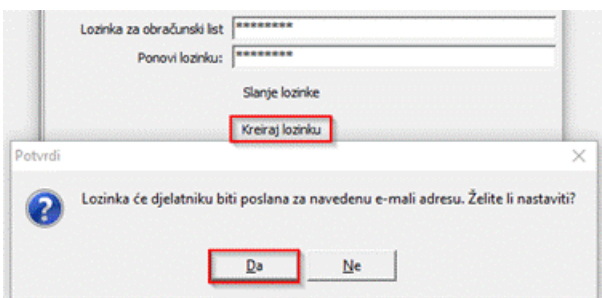 Lozinka za obračunski list ********
Ponovi lozinku: ********
Slanje lozinke
Kreiraj lozinku
Potvrdi
Lozinka će djelatniku biti poslana za navedenu e-mali adresu. Želite li nastaviti?
Da Ne